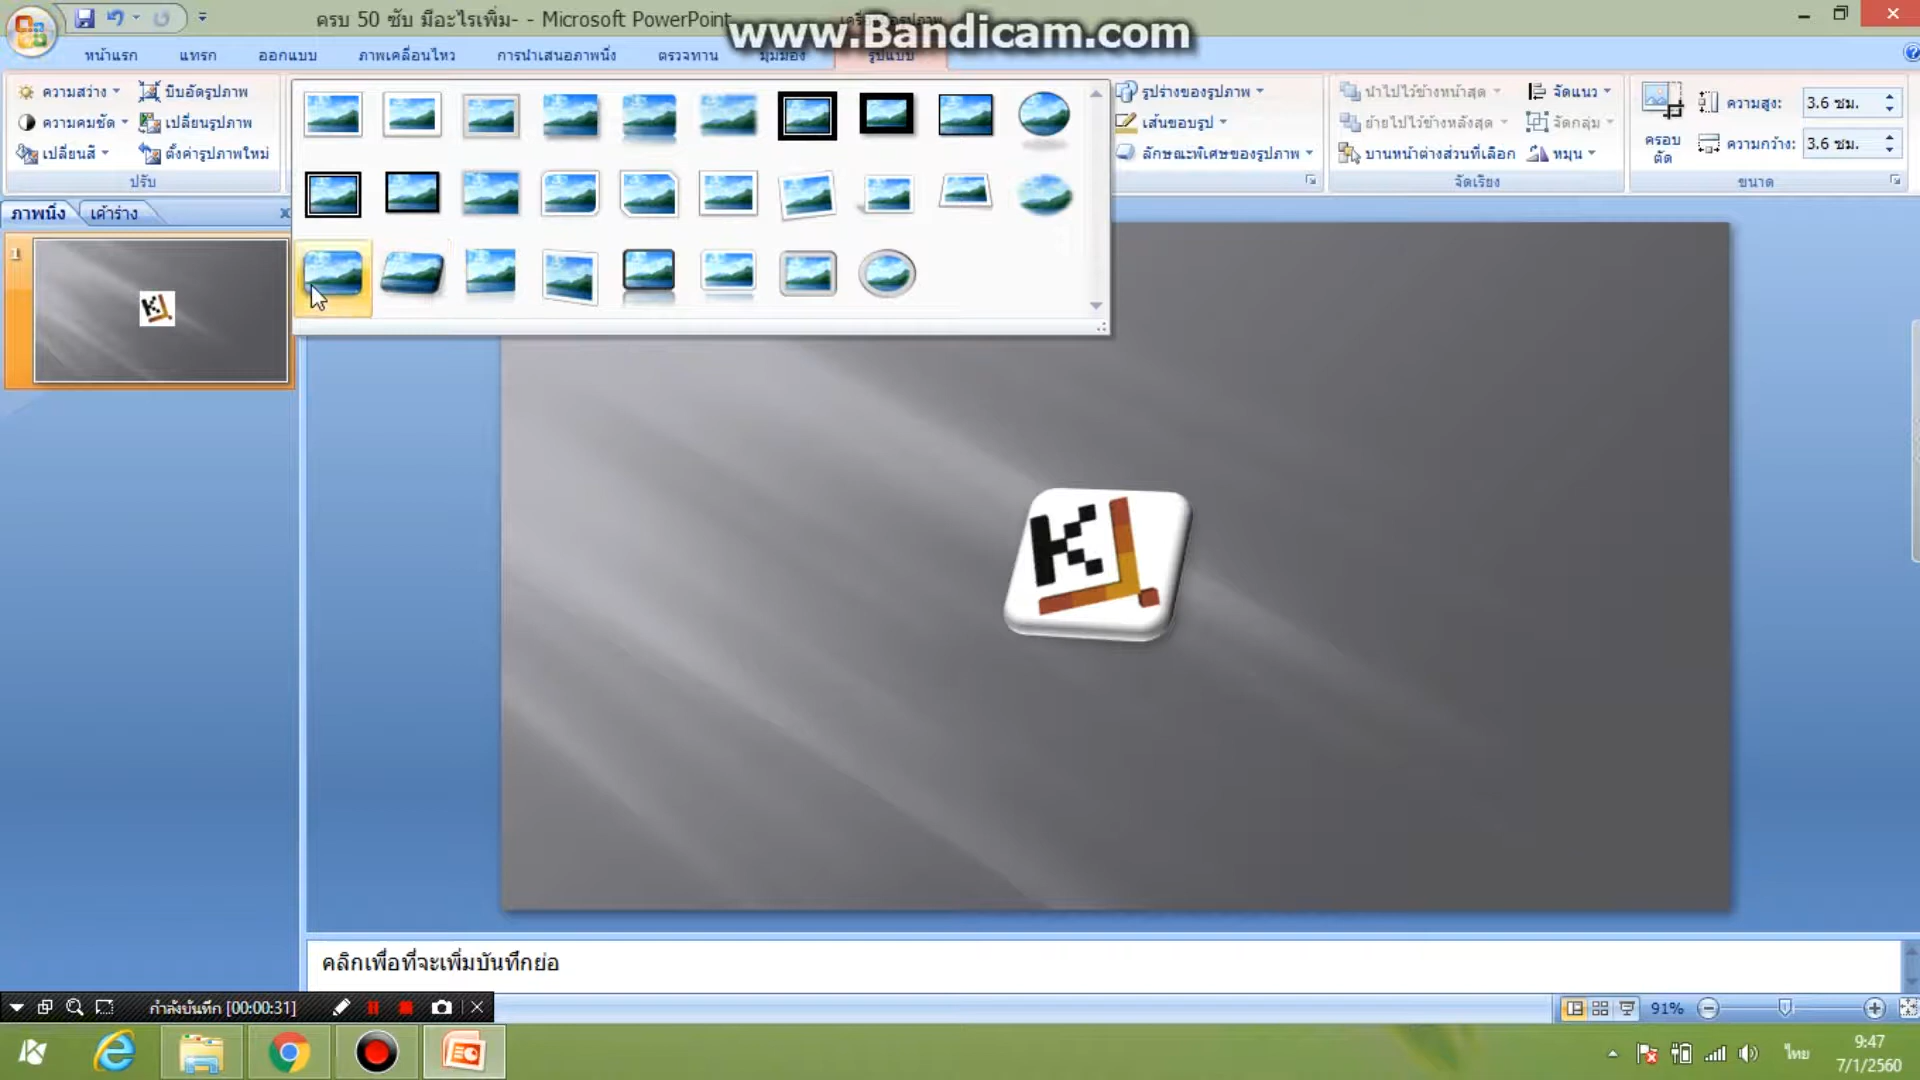 ครบ 50 ซับ มีอะไรเพิ่ม- - Microsoft PowerPoint
www.Bandicam.com
หน้าแรก แทรก ออกแบบ ภาพเคลื่อนไหว การนำเสนอภาพนิ่ง ตรวจทาน มุมมอง รูปแบบ
ความสว่าง บีบอัดรูปภาพ
ความคมชัด เปลี่ยนรูปภาพ
เปลี่ยนสี ตั้งค่ารูปภาพใหม่
ปรับ
รูปร่างของรูปภาพ
เส้นขอบรูป
ลักษณะพิเศษของรูปภาพ
นำไปไว้ข้างหน้าสุด จัดแนว
ย้ายไปไว้ข้างหลังสุด จัดกลุ่ม
บานหน้าต่างส่วนที่เลือก หมุน
จัดเรียง
ครอบตัด
ความสูง: 3.6 ซม.
ความกว้าง: 3.6 ซม.
ขนาด
ภาพนิ่ง เค้าร่าง
1
K
คลิกเพื่อที่จะเพิ่มบันทึกย่อ
กำลังบันทึก [00:00:31]
91%
ไทย
9:47
7/1/2560